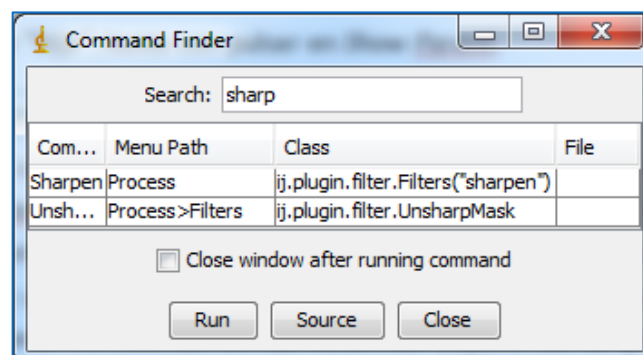 Command Finder
Search: sharp
Com... Menu Path Class File
Sharpen Process ij.plugin.filter.Filters("sharpen")
Unsh... Process>Filters ij.plugin.filter.UnsharpMask
Close window after running command
Run Source Close